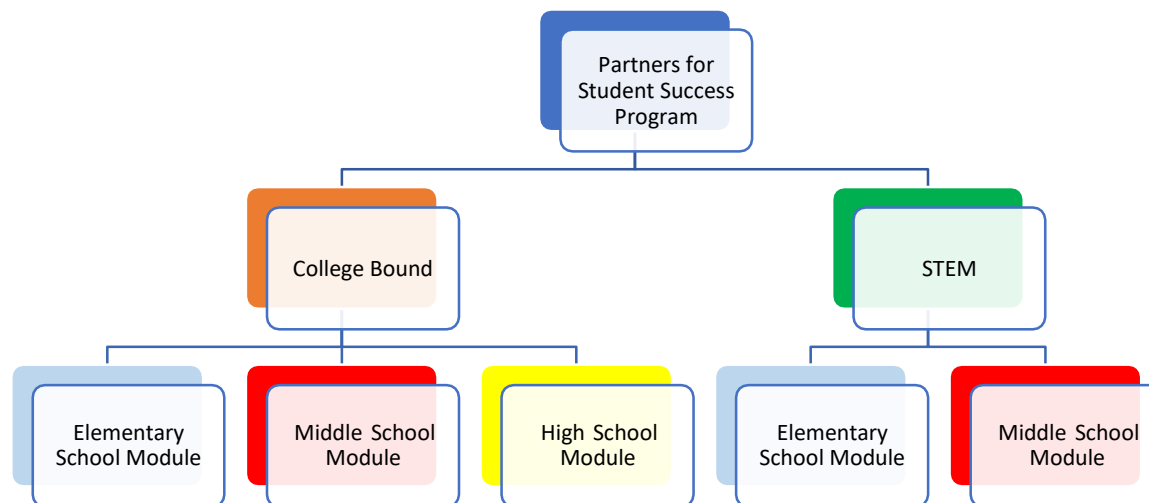 Partners for
Student Success
Program
College Bound
STEM
Elementary
School Module
Middle School
Module
High School
Module
Elementary
School Module
Middle School
Module